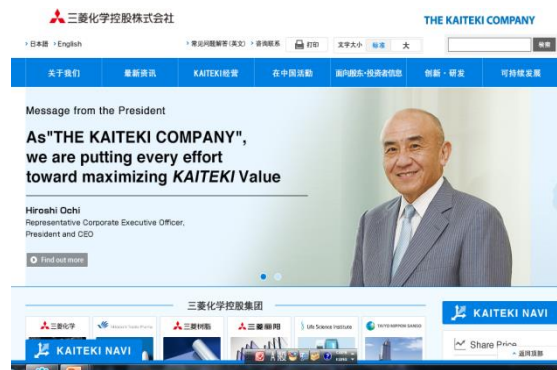 三菱化学控股株式会社
THE KAITEKI COMPANY
日本語 English
常见问题解答(英文) 咨询联系 打印 文字大小 标准 大 検索
关于我们 最新资讯 KAITEKI经营 在中国活動 面向股东·投资者信息 创新·研发 可持续发展
Message from the President
As"THE KAITEKI COMPANY",
we are putting every effort
toward maximizing KAITEKI Value
Hiroshi Ochi
Representative Corporate Executive Officer,
President and CEO
Find out more
三菱化学控股集团
三菱化学
三菱树脂
三菱丽阳
Life Science Institute
TAIYO NIPPON SANSO
KAITEKI NAVI
KAITEKI NAVI
Share Price
返回顶部